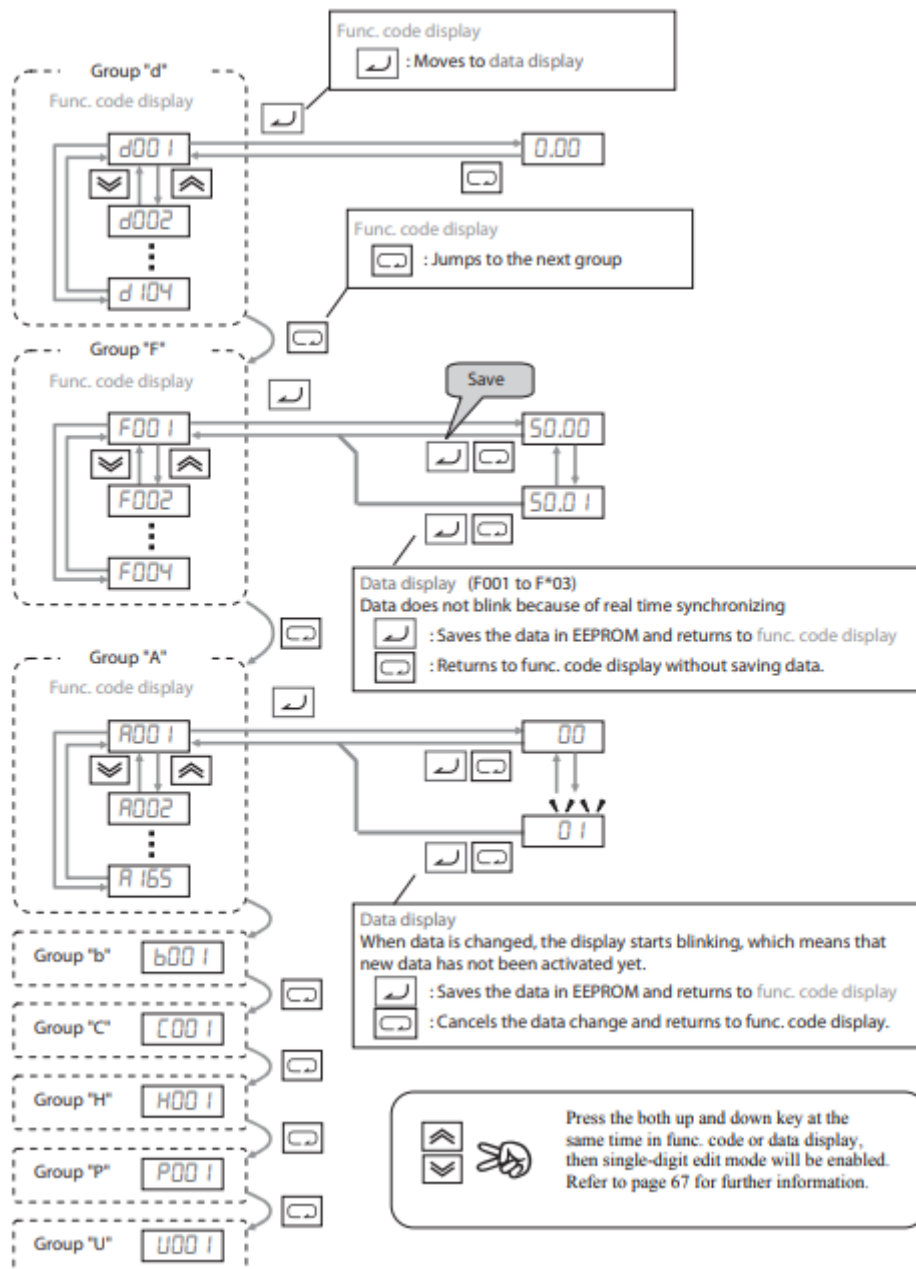 Func. code display
: Moves to data display
Group "d"
Func. code display
d001
0.00
d002
d104
Func. code display
: Jumps to the next group
Group "F"
Func. code display
Save
F001
50.00
F002
50.01
F004
Data display (F001 to F*03)
Data does not blink because of real time synchronizing
: Saves the data in EEPROM and returns to func. code display
: Returns to func. code display without saving data.
Group "A"
Func. code display
A001
00
A002
01
A165
Data display
When data is changed, the display starts blinking, which means that
new data has not been activated yet.
: Saves the data in EEPROM and returns to func. code display
: Cancels the data change and returns to func. code display.
Group "b"
b001
Group "C"
C001
Group "H"
H001
Group "P"
P001
Group "U"
U001
Press the both up and down key at the
same time in func. code or data display,
then single-digit edit mode will be enabled.
Refer to page 67 for further information.